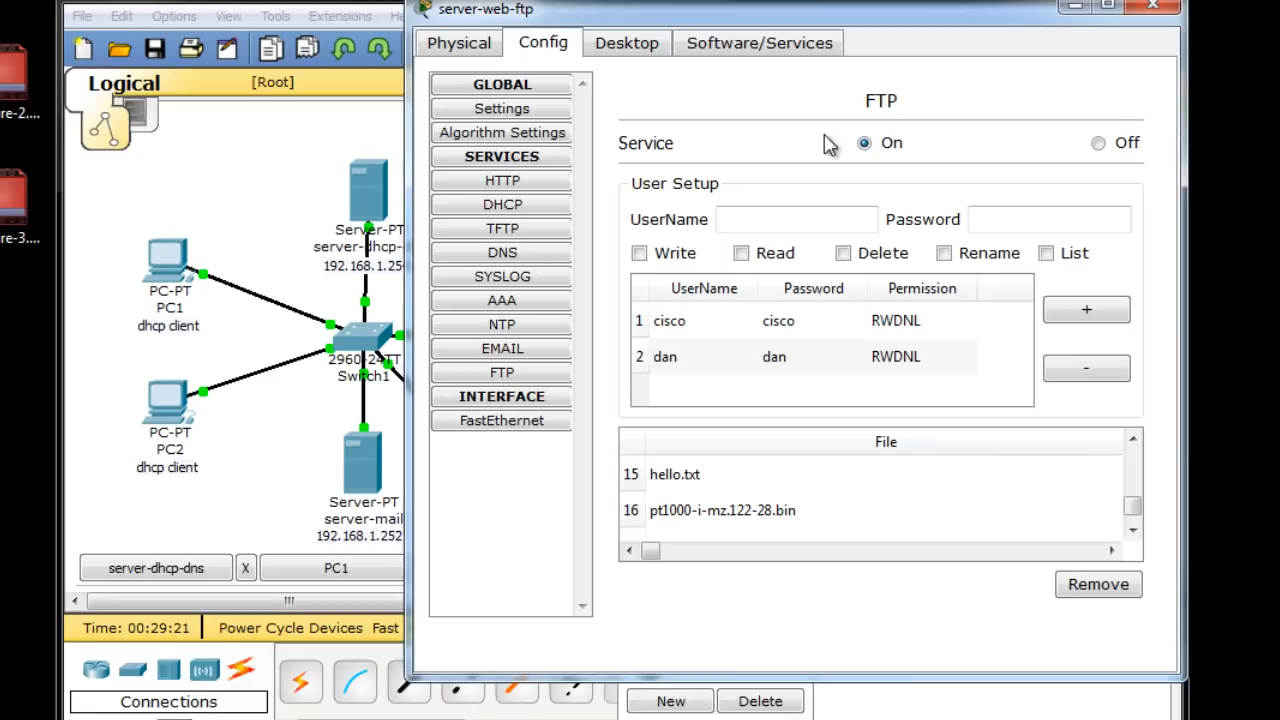 server-web-ftp
File Edit Options View Tools Extensions He
Physical Config Desktop Software/Services
Logical
[Root]
re-2....
re-3....
GLOBAL
Settings
Algorithm Settings
SERVICES
HTTP
DHCP
TFTP
DNS
SYSLOG
AAA
NTP
EMAIL
FTP
INTERFACE
FastEthernet
FTP
Service On Off
User Setup
UserName Password
Write Read Delete Rename List
UserName Password Permission
1 cisco cisco RWDNL
2 dan dan RWDNL
+
-
File
15 hello.txt
16 pt1000-i-mz.122-28.bin
Remove
Server-PT
server-dhcp-
192.168.1.25
PC-PT
PC1
dhcp client
2960-24TT
Switch1
PC-PT
PC2
dhcp client
Server-PT
server-mail
192.168.1.252
server-dhcp-dns X PC1
Time: 00:29:21 Power Cycle Devices Fast
Connections
New Delete